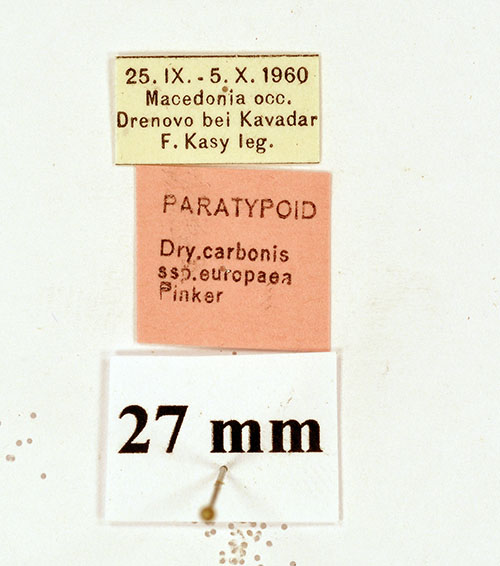 25. IX. - 5. X. 1960
Macedonia occ.
Drenovo bei Kavadar
F. Kasy leg.
PARATYPOID
Dry.carbonis
ssp.europaea
Pinker
27 mm